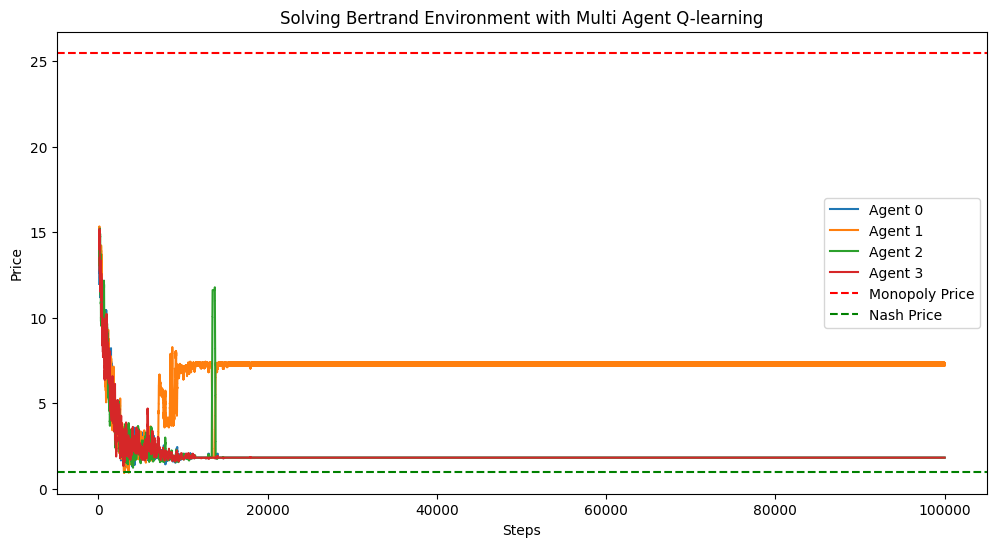 Solving Bertrand Environment with Multi Agent Q-learning
Price
25
20
15
10
5
0
Agent 0
Agent 1
Agent 2
Agent 3
Monopoly Price
Nash Price
0
20000
40000
60000
80000
100000
Steps